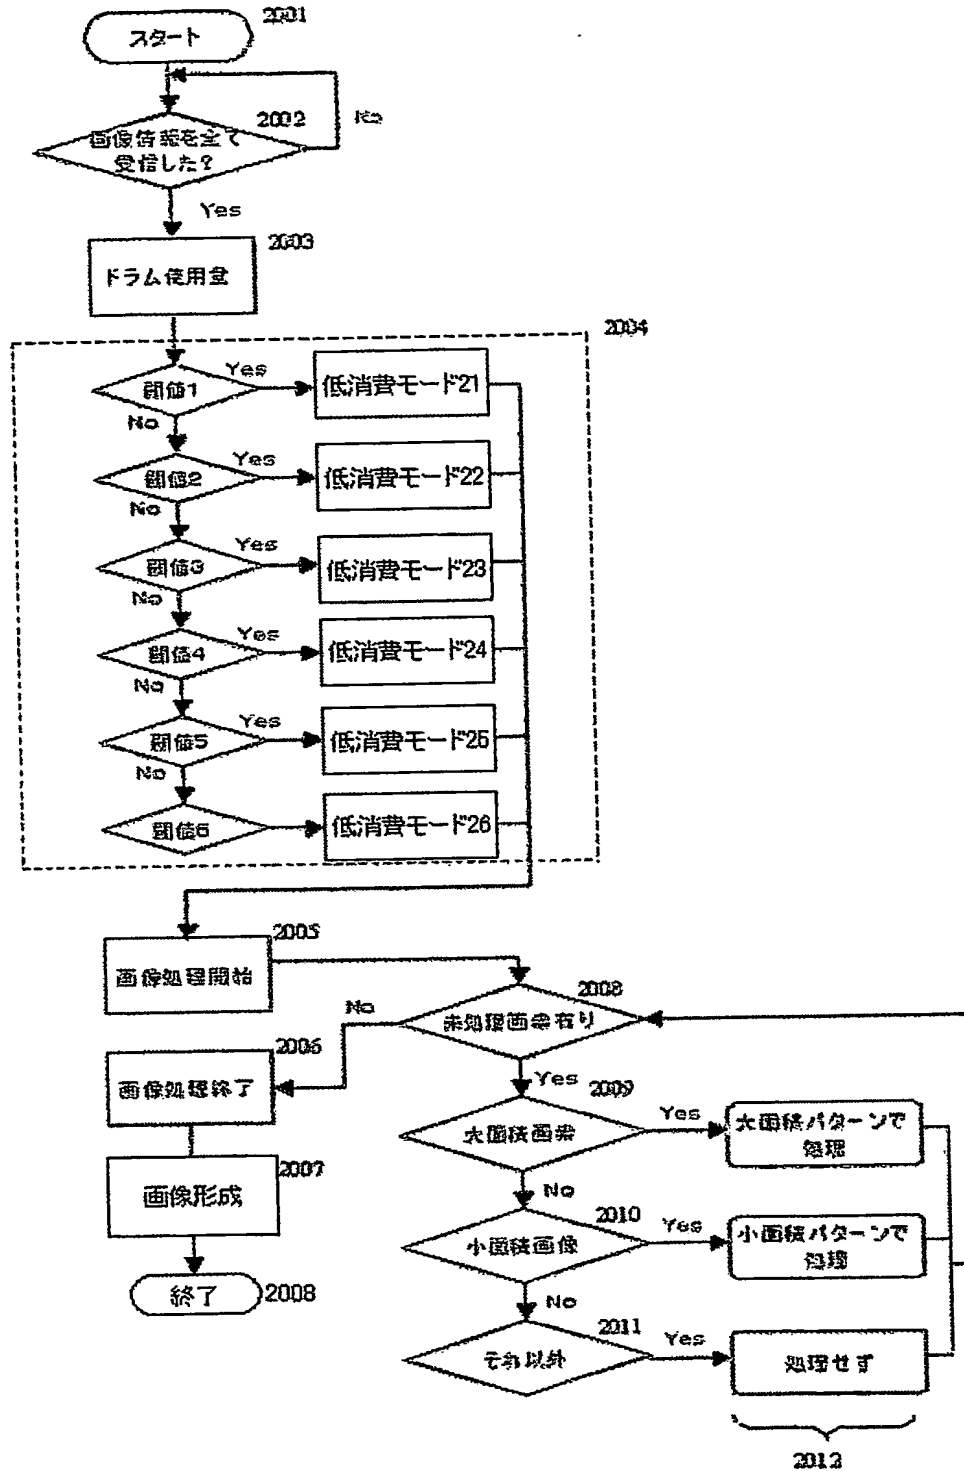 2001
スタート
2002
No
画像情報を全て
受信した?
Yes
2003
ドラム使用量
2004
閾値1
Yes
低消費モード21
No
閾値2
Yes
低消費モード22
No
閾値3
Yes
低消費モード23
No
閾値4
Yes
低消費モード24
No
閾値5
Yes
低消費モード25
No
閾値6
低消費モード26
2005
画像処理開始
2008
未処理画素有り
No
2006
画像処理終了
Yes
2009
大面積画素
Yes
大面積パターンで
処理
2007
画像形成
No
2010
小面積画像
Yes
小面積パターンで
処理
終了
2008
No
2011
それ以外
Yes
処理せず
2012